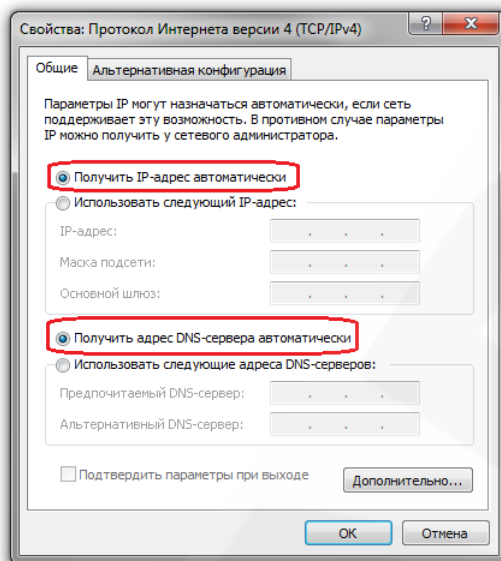 Свойства: Протокол Интернета версии 4 (TCP/IPv4)
Общие
Альтернативная конфигурация
Параметры IP могут назначаться автоматически, если сеть
поддерживает эту возможность. В противном случае параметры
IP можно получить у сетевого администратора.
Получить IP-адрес автоматически
Использовать следующий IP-адрес:
IP-адрес:
Маска подсети:
Основной шлюз:
Получить адрес DNS-сервера автоматически
Использовать следующие адреса DNS-серверов:
Предпочитаемый DNS-сервер:
Альтернативный DNS-сервер:
Подтвердить параметры при выходе
Дополнительно...
ОК
Отмена